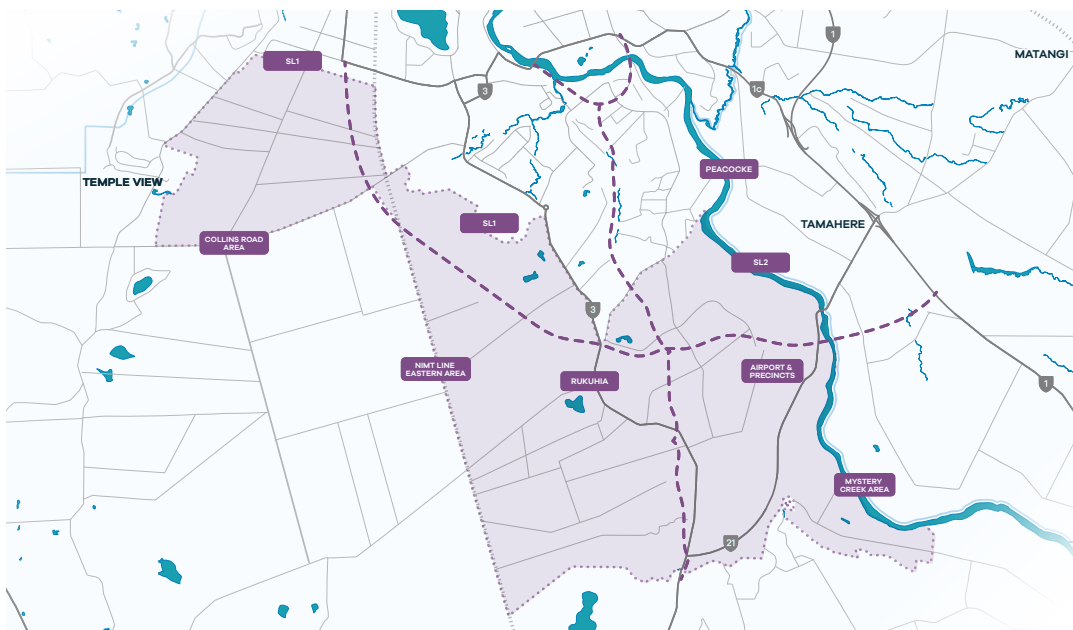 1
MATANGI
SL1
3
1c
PEACOCKE
TEMPLE VIEW
SL1
TAMAHERE
COLLINS ROAD
AREA
SL2
3
NIMT LINE
EASTERN AREA
RUKUHIA
AIRPORT &
PRECINCTS
1
MYSTERY
CREEK AREA
21